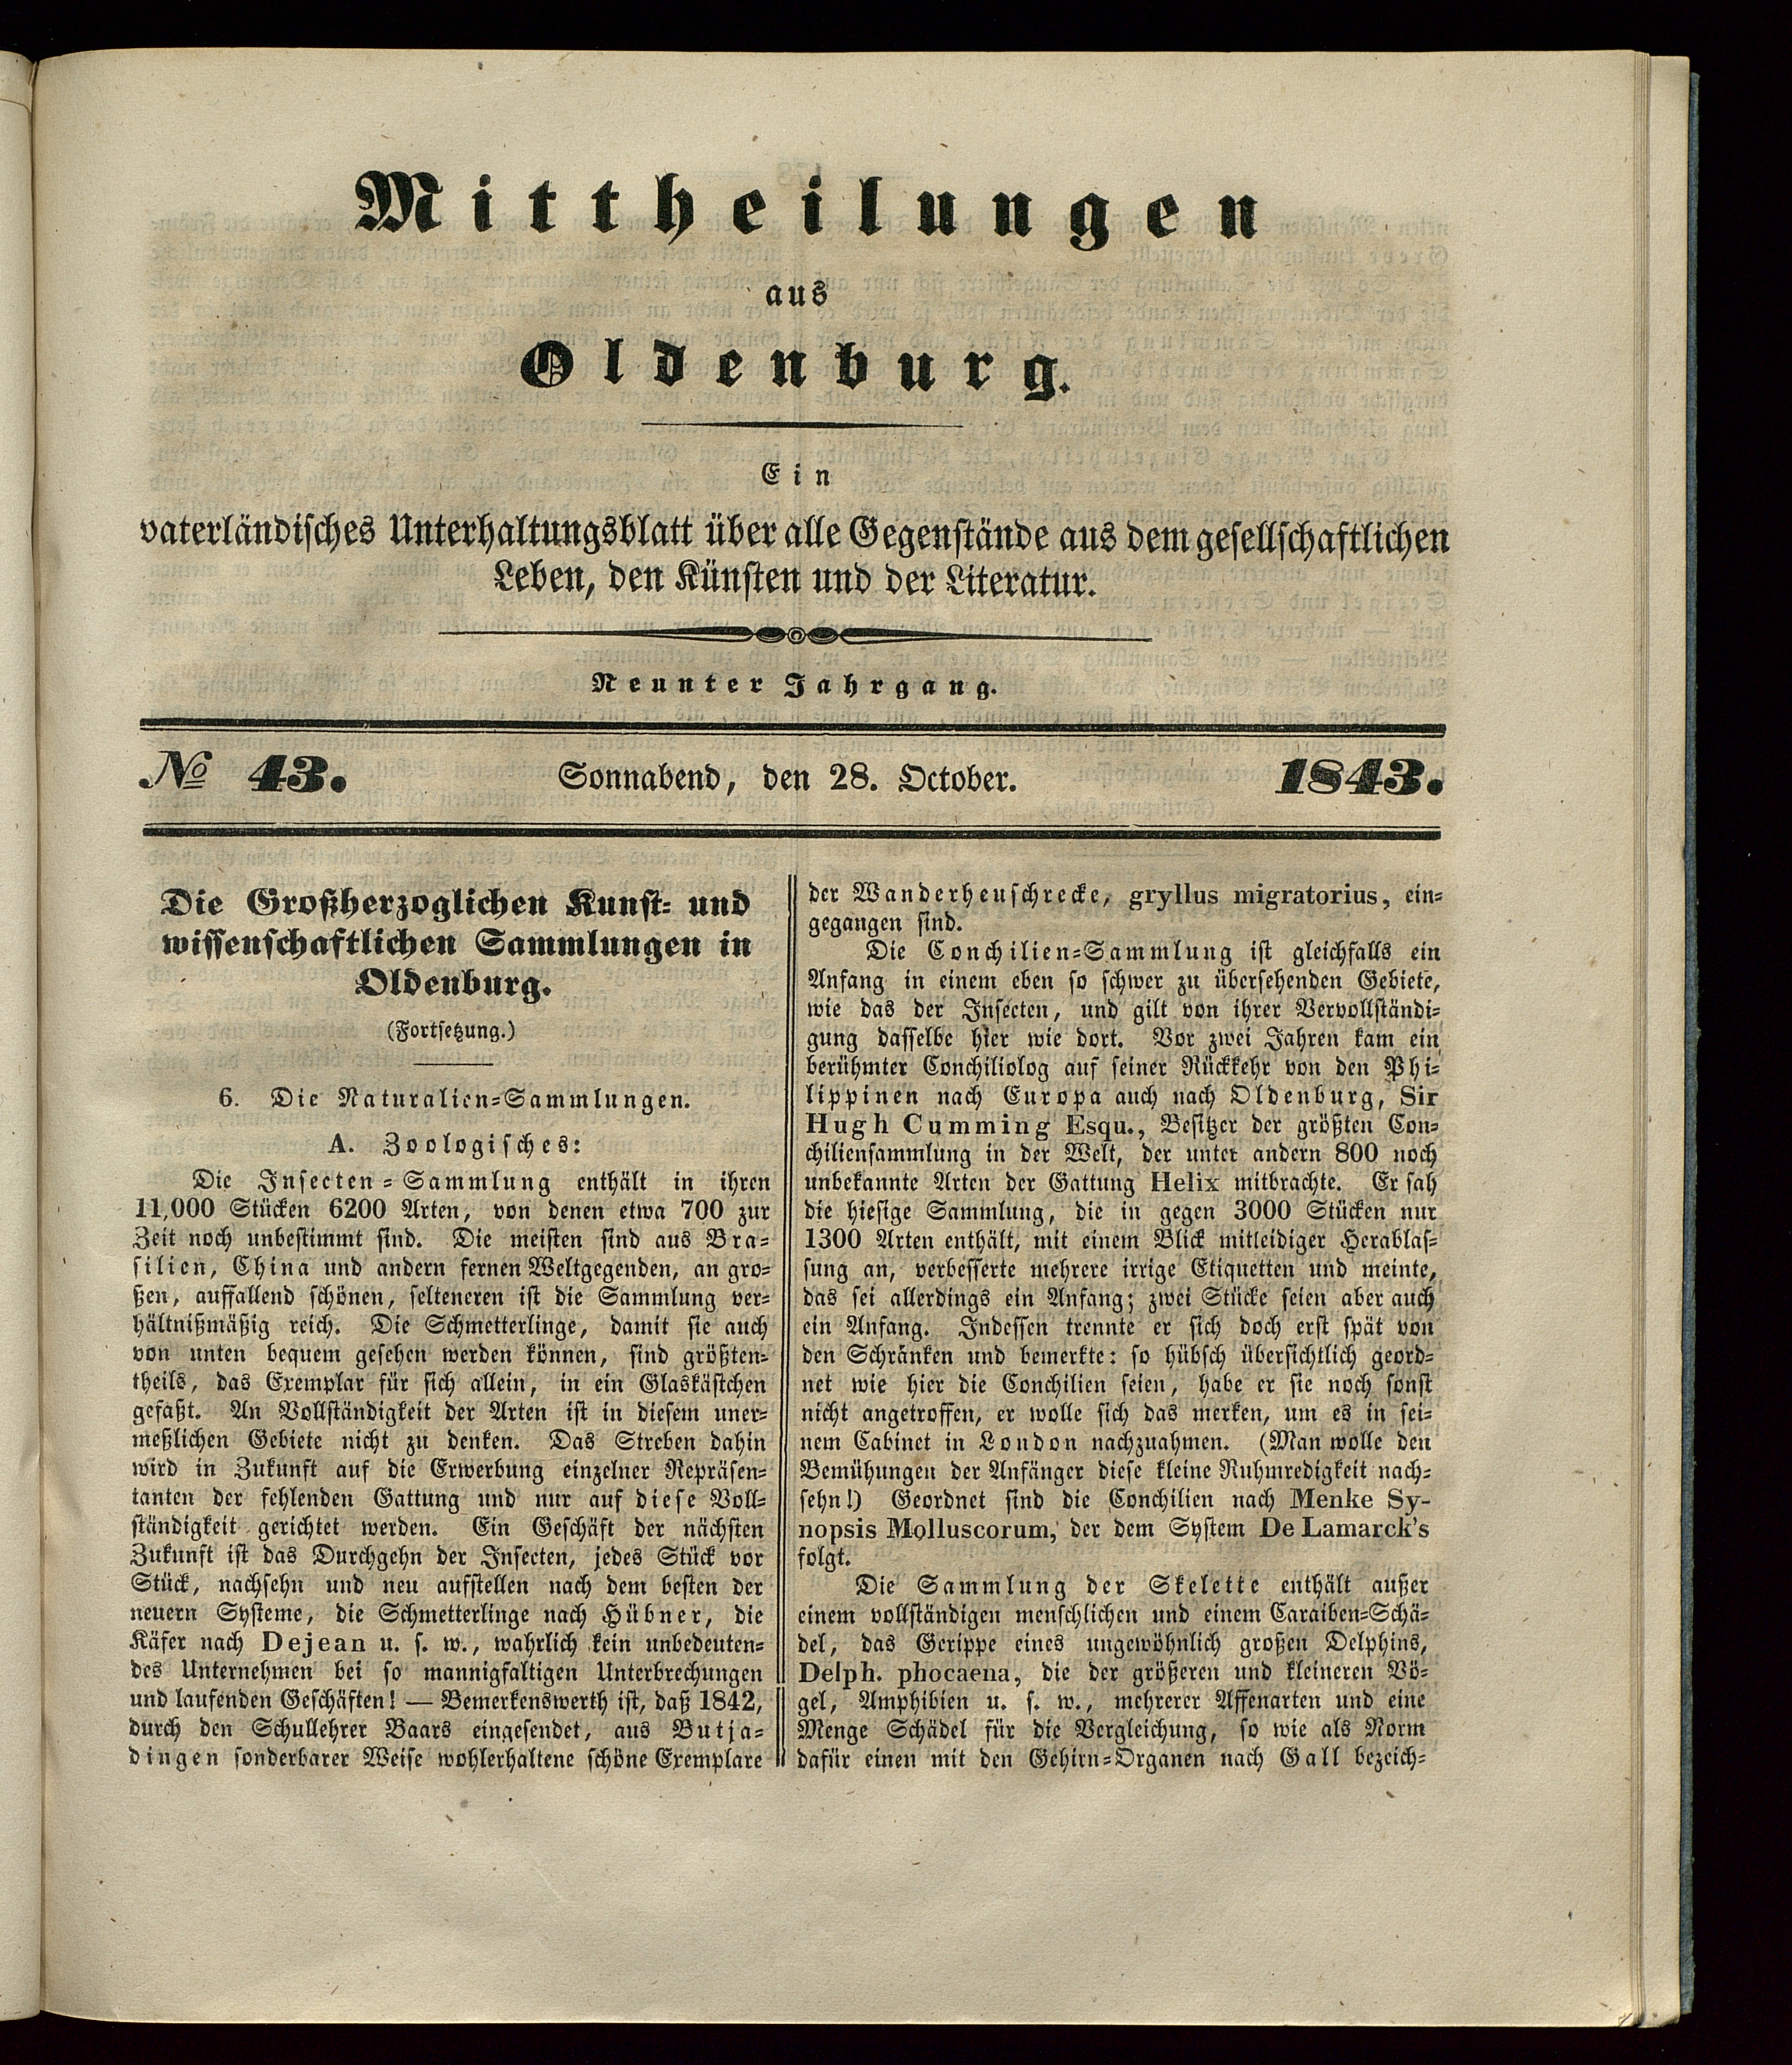 Mittheilungen
aus
Oldenburg.
Ein
vaterländisches Unterhaltungsblatt über alle Gegenstände aus dem gesellschaftlichen
Leben, den Künsten und der Literatur.
Neunter Jahrgang.
№ 43. Sonnabend, den 28. October. 1843.
Die Großherzoglichen Kunst- und
wissenschaftlichen Sammlungen in
Oldenburg.
(Fortsetzung.)
6. Die Naturalien-Sammlungen.
A. Zoologisches:
Die Insecten-Sammlung enthält in ihren
11,000 Stücken 6200 Arten, von denen etwa 700 zur
Zeit noch unbestimmt sind. Die meisten sind aus Bra-
silien, China und andern fernen Weltgegenden, an gro-
ßen, auffallend schönen, selteneren ist die Sammlung ver-
hältnißmäßig reich. Die Schmetterlinge, damit sie auch
von unten bequem gesehen werden können, sind größten-
theils, das Exemplar für sich allein, in ein Glaskästchen
gefaßt. An Vollständigkeit der Arten ist in diesem uner-
meßlichen Gebiete nicht zu denken. Das Streben dahin
wird in Zukunft auf die Erwerbung einzelner Repräsen-
tanten der fehlenden Gattung und nur auf diese Voll-
ständigkeit gerichtet werden. Ein Geschäft der nächsten
Zukunft ist das Durchgehn der Insecten, jedes Stück vor
Stück, nachsehn und neu aufstellen nach dem besten der
neuern Systeme, die Schmetterlinge nach Hübner, die
Käfer nach Dejean u. s. w., wahrlich kein unbedeuten-
des Unternehmen bei so mannigfaltigen Unterbrechungen
und laufenden Geschäften! — Bemerkenswerth ist, daß 1842,
durch den Schullehrer Baars eingesendet, aus Butja-
dingen sonderbarer Weise wohlerhaltene schöne Exemplare
der Wanderheuschrecke, gryllus migratorius, ein-
gegangen sind.
Die Conchilien-Sammlung ist gleichfalls ein
Anfang in einem eben so schwer zu übersehenden Gebiete,
wie das der Insecten, und gilt von ihrer Vervollständi-
gung dasselbe hier wie dort. Vor zwei Jahren kam ein
berühmter Conchiliolog auf seiner Rückkehr von den Phi-
lippinen nach Europa auch nach Oldenburg, Sir
Hugh Cumming Esqu., Besitzer der größten Con-
chiliensammlung in der Welt, der unter andern 800 noch
unbekannte Arten der Gattung Helix mitbrachte. Er sah
die hiesige Sammlung, die in gegen 3000 Stücken nur
1300 Arten enthält, mit einem Blick mitleidiger Herablas-
sung an, verbesserte mehrere irrige Etiquetten und meinte,
das sei allerdings ein Anfang; zwei Stücke seien aber auch
ein Anfang. Indessen trennte er sich doch erst spät von
den Schränken und bemerkte: so hübsch übersichtlich geord-
net wie hier die Conchilien seien, habe er sie noch sonst
nicht angetroffen, er wolle sich das merken, um es in sei-
nem Cabinet in London nachzuahmen. (Man wolle den
Bemühungen der Anfänger diese kleine Ruhmredigkeit nach-
sehn!) Geordnet sind die Conchilien nach Menke Sy-
nopsis Molluscorum, der dem System De Lamarck's
folgt.
Die Sammlung der Skelette enthält außer
einem vollständigen menschlichen und einem Caraiben-Schä-
del, das Gerippe eines ungewöhnlich großen Delphins,
Delph. phocaena, die der größeren und kleineren Vö-
gel, Amphibien u. s. w., mehrerer Affenarten und eine
Menge Schädel für die Vergleichung, so wie als Norm
dafür einen mit den Gehirn-Organen nach Gall bezeich-